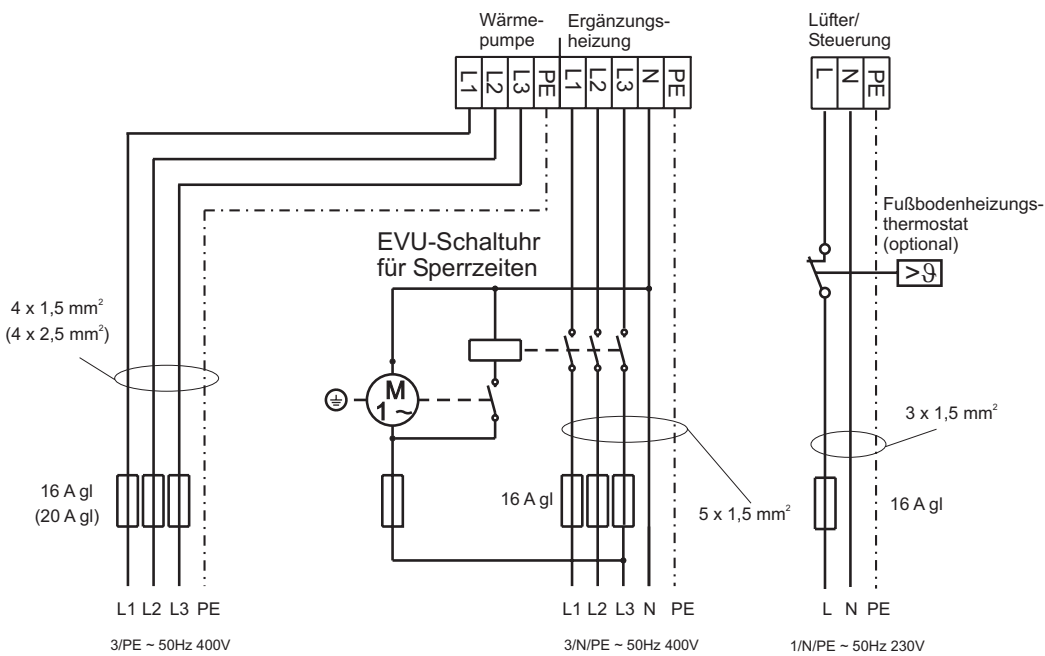 Wärme-
pumpe
Ergänzungs-
heizung
Lüfter/
Steuerung
L1 L2 L3 PE L1 L2 L3 N PE
L N PE
Fußbodenheizungs-
thermostat
(optional)
>ϑ
EVU-Schaltuhr
für Sperrzeiten
4 x 1,5 mm²
(4 x 2,5 mm²)
M
1 ~
3 x 1,5 mm²
16 A gl
(20 A gl)
16 A gl
5 x 1,5 mm²
16 A gl
L1 L2 L3 PE
L1 L2 L3 N PE
L N PE
3/PE ~ 50Hz 400V
3/N/PE ~ 50Hz 400V
1/N/PE ~ 50Hz 230V